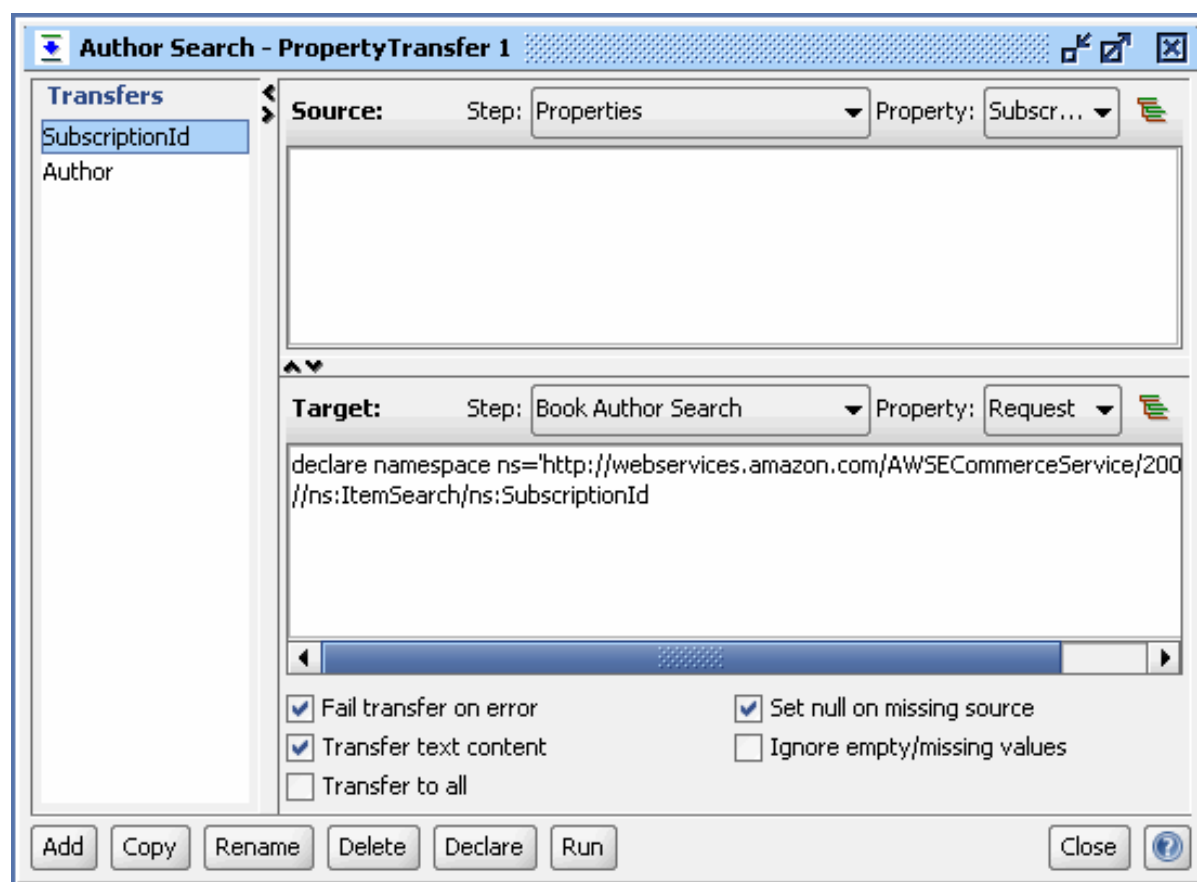 Author Search - PropertyTransfer 1
Transfers
SubscriptionId
Author
Source: Step: Properties Property: Subscr...
Target: Step: Book Author Search Property: Request
declare namespace ns='http://webservices.amazon.com/AWSECommerceService/200
//ns:ItemSearch/ns:SubscriptionId
Fail transfer on error Set null on missing source
Transfer text content Ignore empty/missing values
Transfer to all
Add Copy Rename Delete Declare Run Close ?